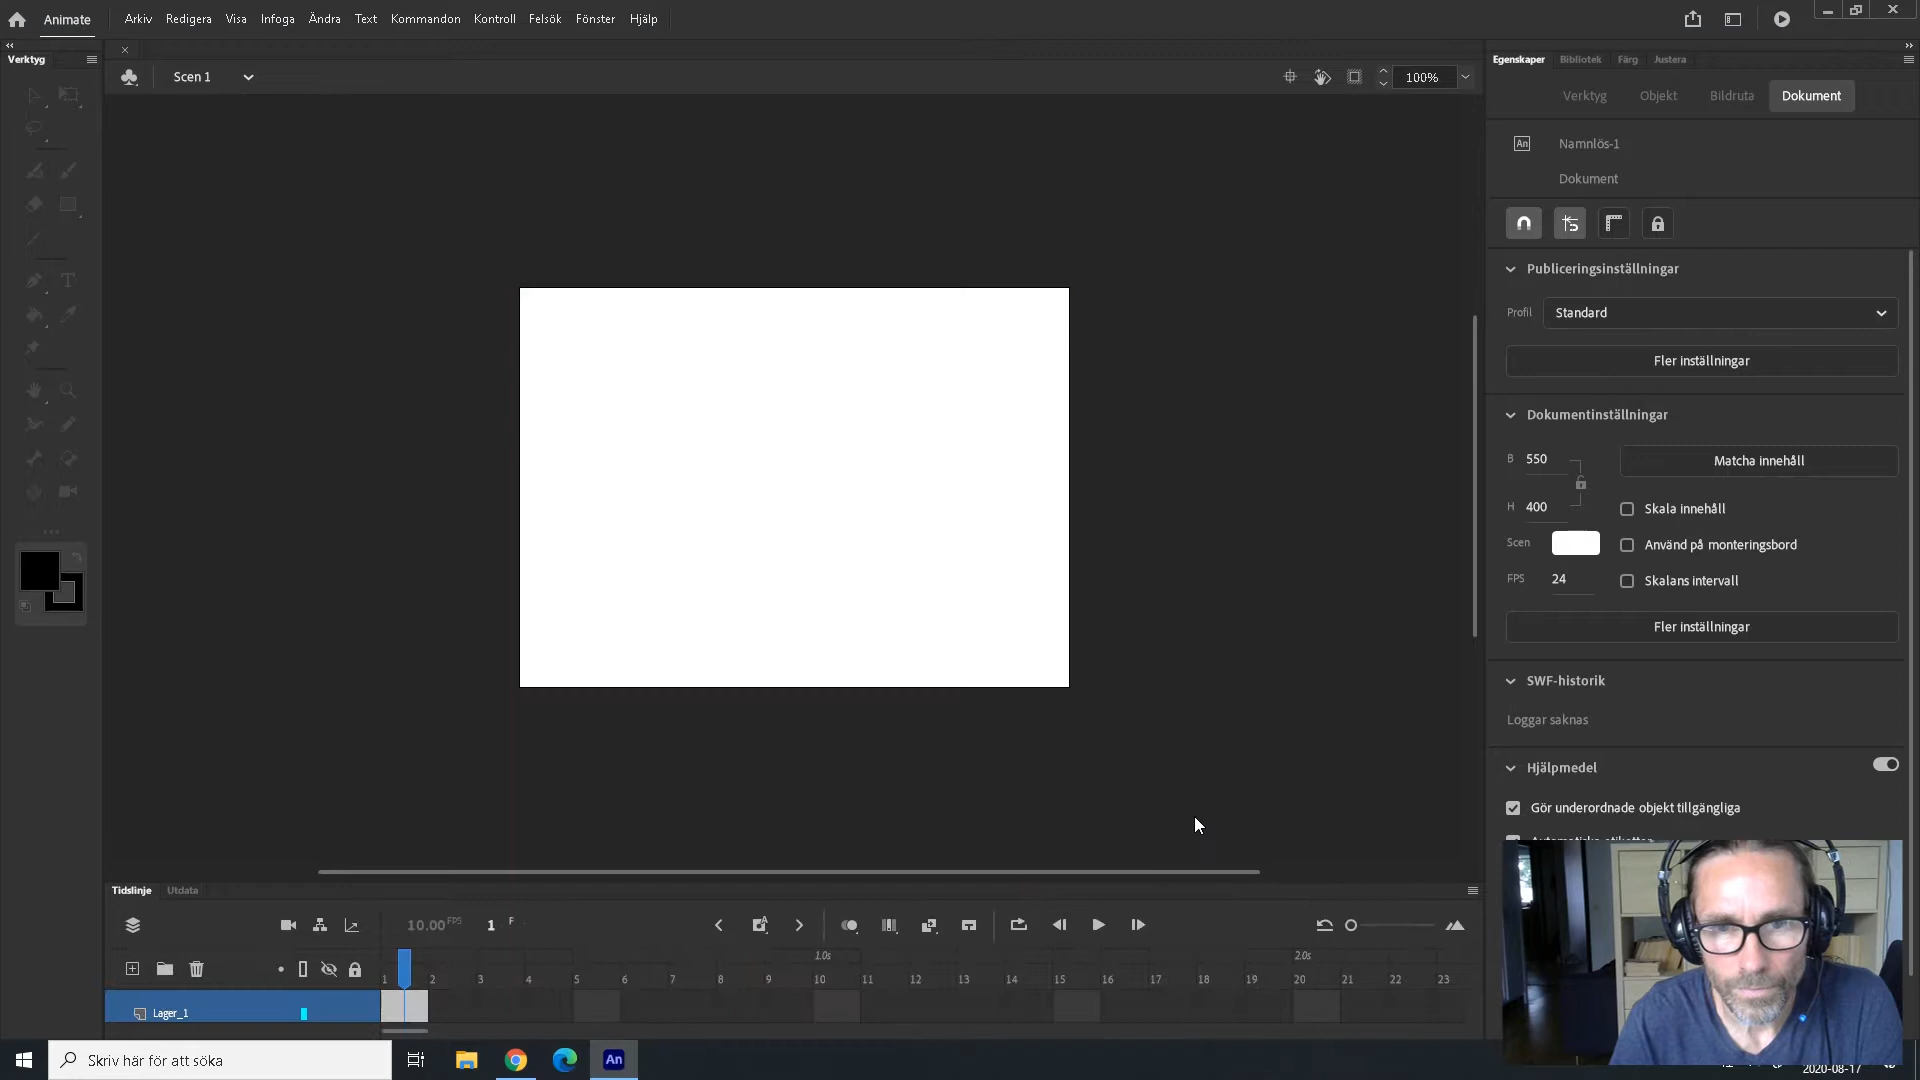 Animate Arkiv Redigera Visa Infoga Ändra Text Kommandon Kontroll Felsök Fönster Hjälp
Verktyg
Scen 1
100%
Egenskaper Bibliotek Färg Justera
Verktyg Objekt Bildruta Dokument
An Namnlös-1
Dokument
Publiceringsinställningar
Profil Standard
Fler inställningar
Dokumentinställningar
B 550 Matcha innehåll
H 400 Skala innehåll
Scen Använd på monteringsbord
FPS 24 Skalans intervall
Fler inställningar
SWF-historik
Loggar saknas
Hjälpmedel
Gör underordnade objekt tillgängliga
Automatiska etiketter
Tidslinje Utdata
10.00 FPS 1 F
1.0s 2.0s
1 2 3 4 5 6 7 8 9 10 11 12 13 14 15 16 17 18 19 20 21 22 23
Lager_1
Skriv här för att söka
An
2020-08-17